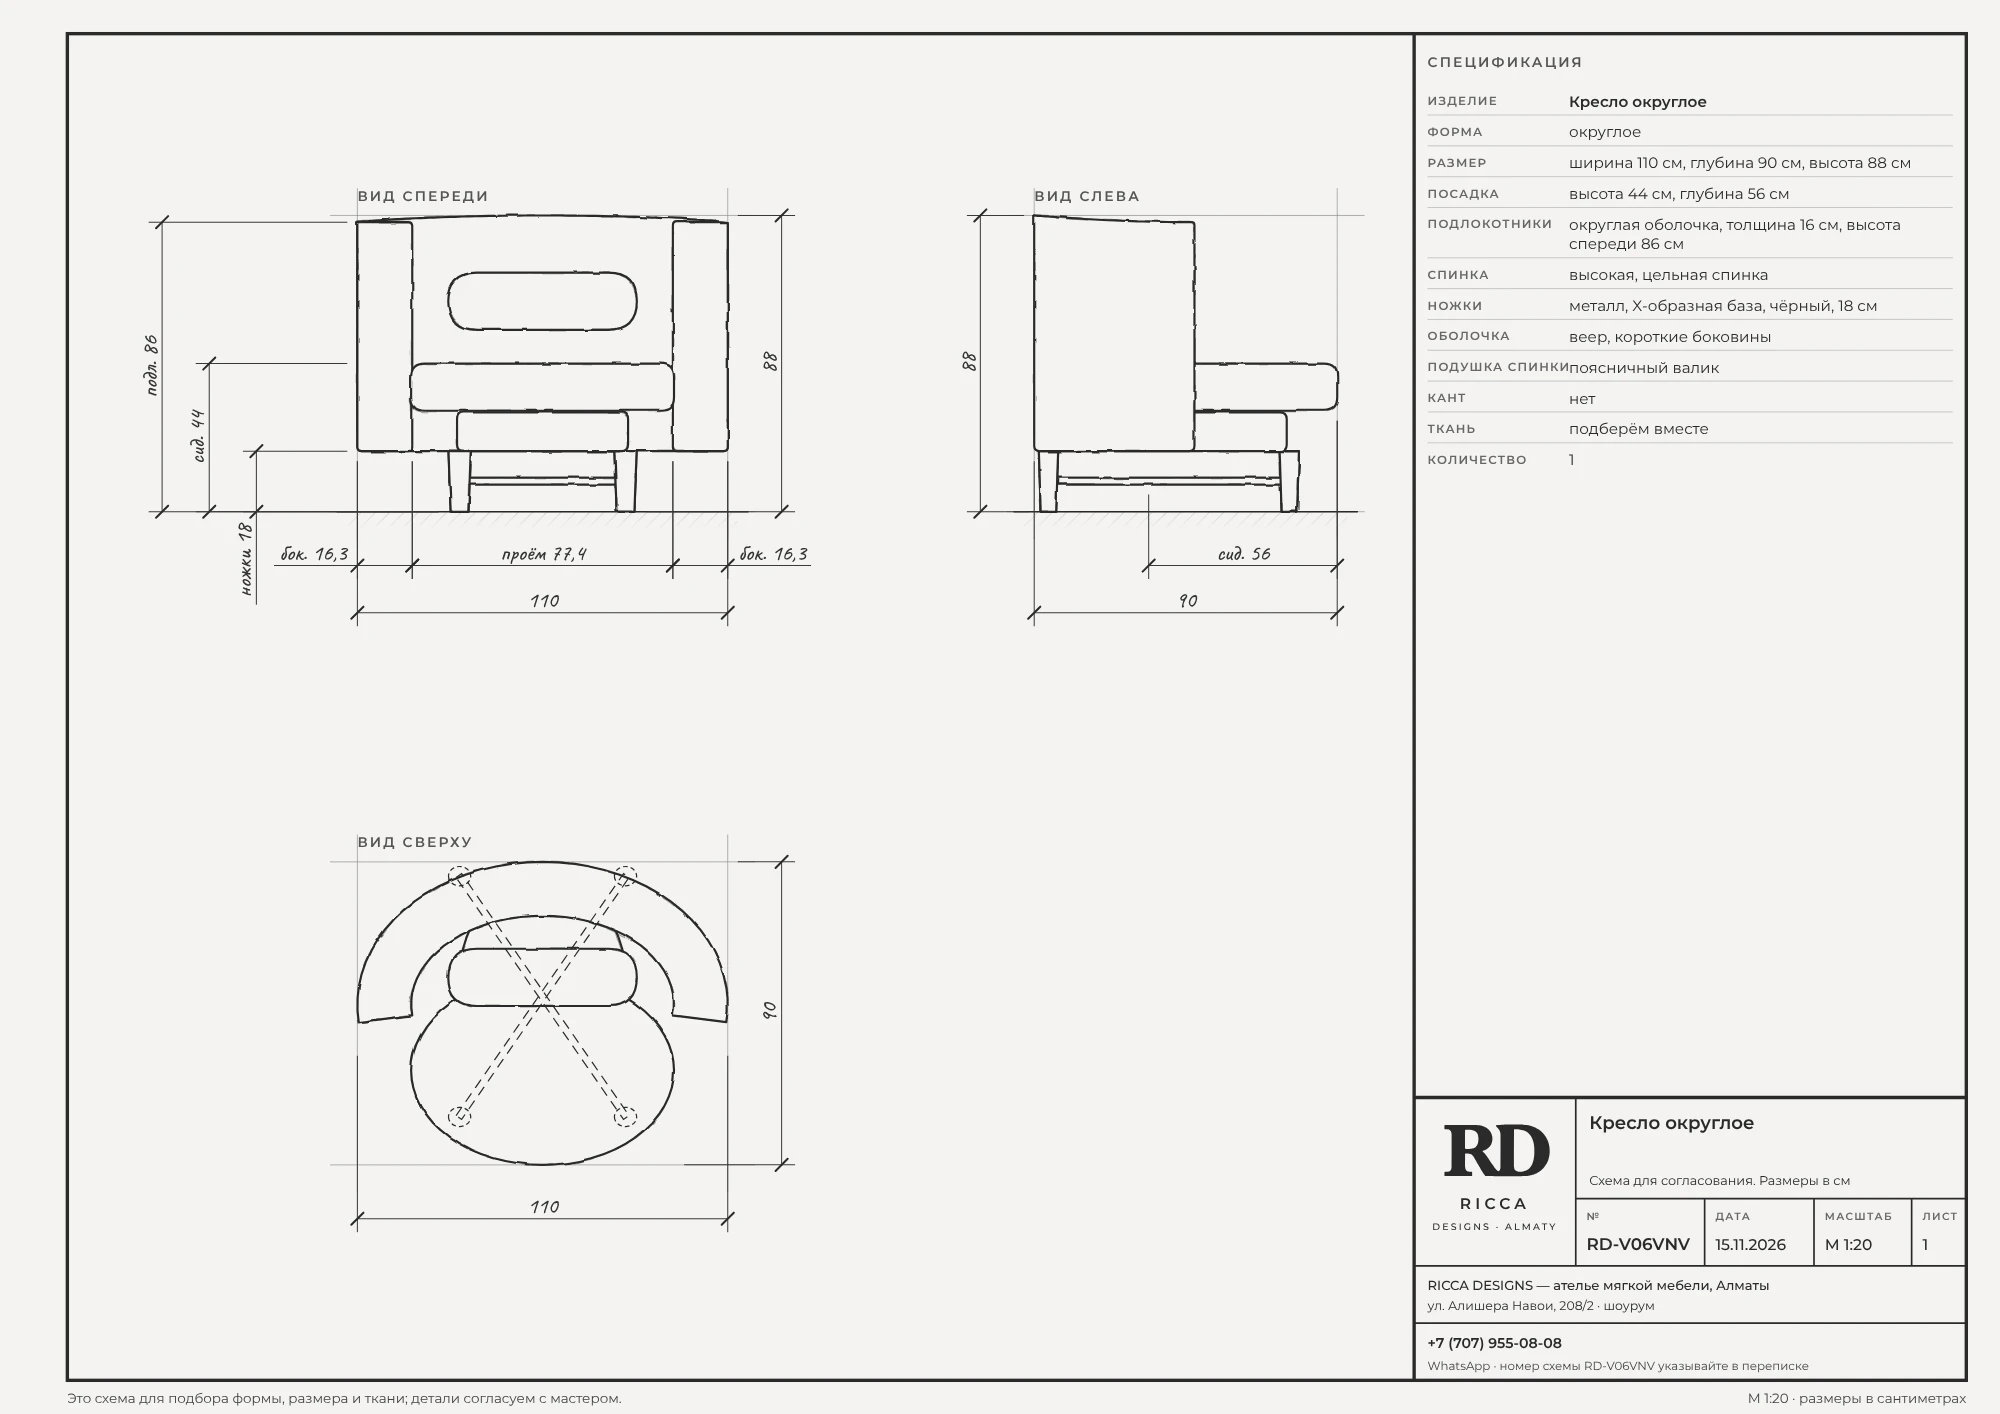 ВИД СПЕРЕДИ
подл. 86
сид. 44
ножки 18
88
бок. 16,3
проём 77,4
бок. 16,3
110
ВИД СЛЕВА
88
сид. 56
90
ВИД СВЕРХУ
90
110
СПЕЦИФИКАЦИЯ
ИЗДЕЛИЕ Кресло округлое
ФОРМА округлое
РАЗМЕР ширина 110 см, глубина 90 см, высота 88 см
ПОСАДКА высота 44 см, глубина 56 см
ПОДЛОКОТНИКИ округлая оболочка, толщина 16 см, высота
спереди 86 см
СПИНКА высокая, цельная спинка
НОЖКИ металл, X-образная база, чёрный, 18 см
ОБОЛОЧКА веер, короткие боковины
ПОДУШКА СПИНКИ поясничный валик
КАНТ нет
ТКАНЬ подберём вместе
КОЛИЧЕСТВО 1
RD
RICCA
DESIGNS · ALMATY
Кресло округлое
Схема для согласования. Размеры в см
№ ДАТА МАСШТАБ ЛИСТ
RD-V06VNV 15.11.2026 М 1:20 1
RICCA DESIGNS — ателье мягкой мебели, Алматы
ул. Алишера Навои, 208/2 · шоурум
+7 (707) 955-08-08
WhatsApp · номер схемы RD-V06VNV указывайте в переписке
Это схема для подбора формы, размера и ткани; детали согласуем с мастером.
М 1:20 · размеры в сантиметрах